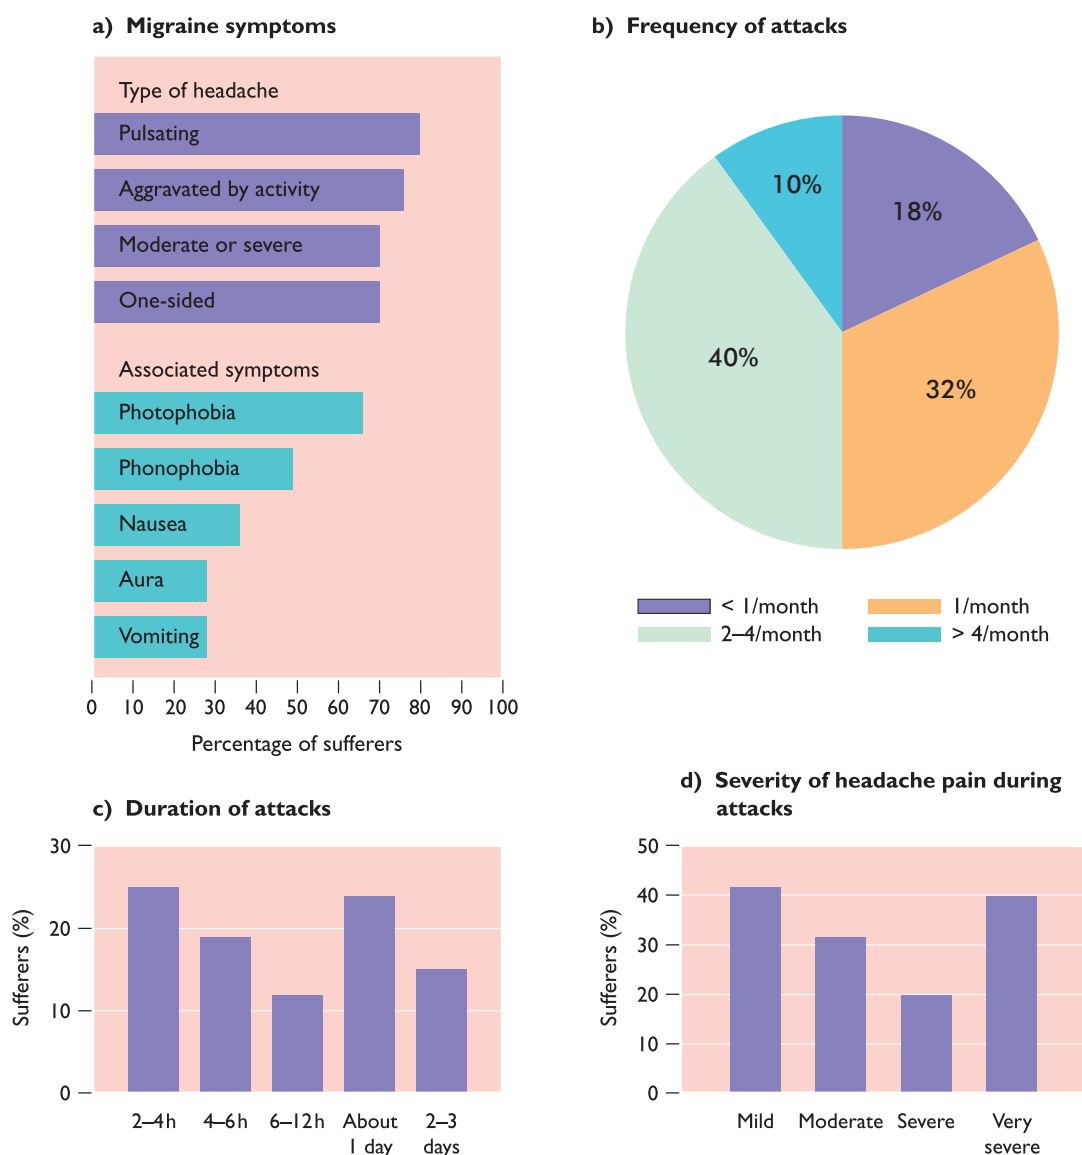 a) Migraine symptoms
Type of headache
Pulsating
Aggravated by activity
Moderate or severe
One-sided
Associated symptoms
Photophobia
Phonophobia
Nausea
Aura
Vomiting
0 10 20 30 40 50 60 70 80 90 100
Percentage of sufferers
b) Frequency of attacks
10%
18%
40%
32%
< 1/month 1/month
2–4/month > 4/month
c) Duration of attacks
30
20
10
0
Sufferers (%)
2–4h 4–6h 6–12h About
1 day 2–3
days
d) Severity of headache pain during
attacks
50
40
30
20
10
0
Sufferers (%)
Mild Moderate Severe Very
severe